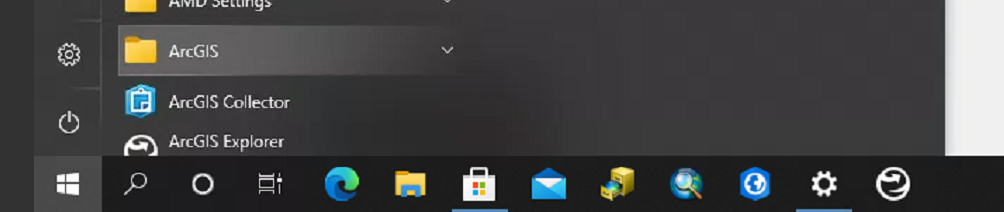 AMD Settings
ArcGIS
ArcGIS Collector
ArcGIS Explorer